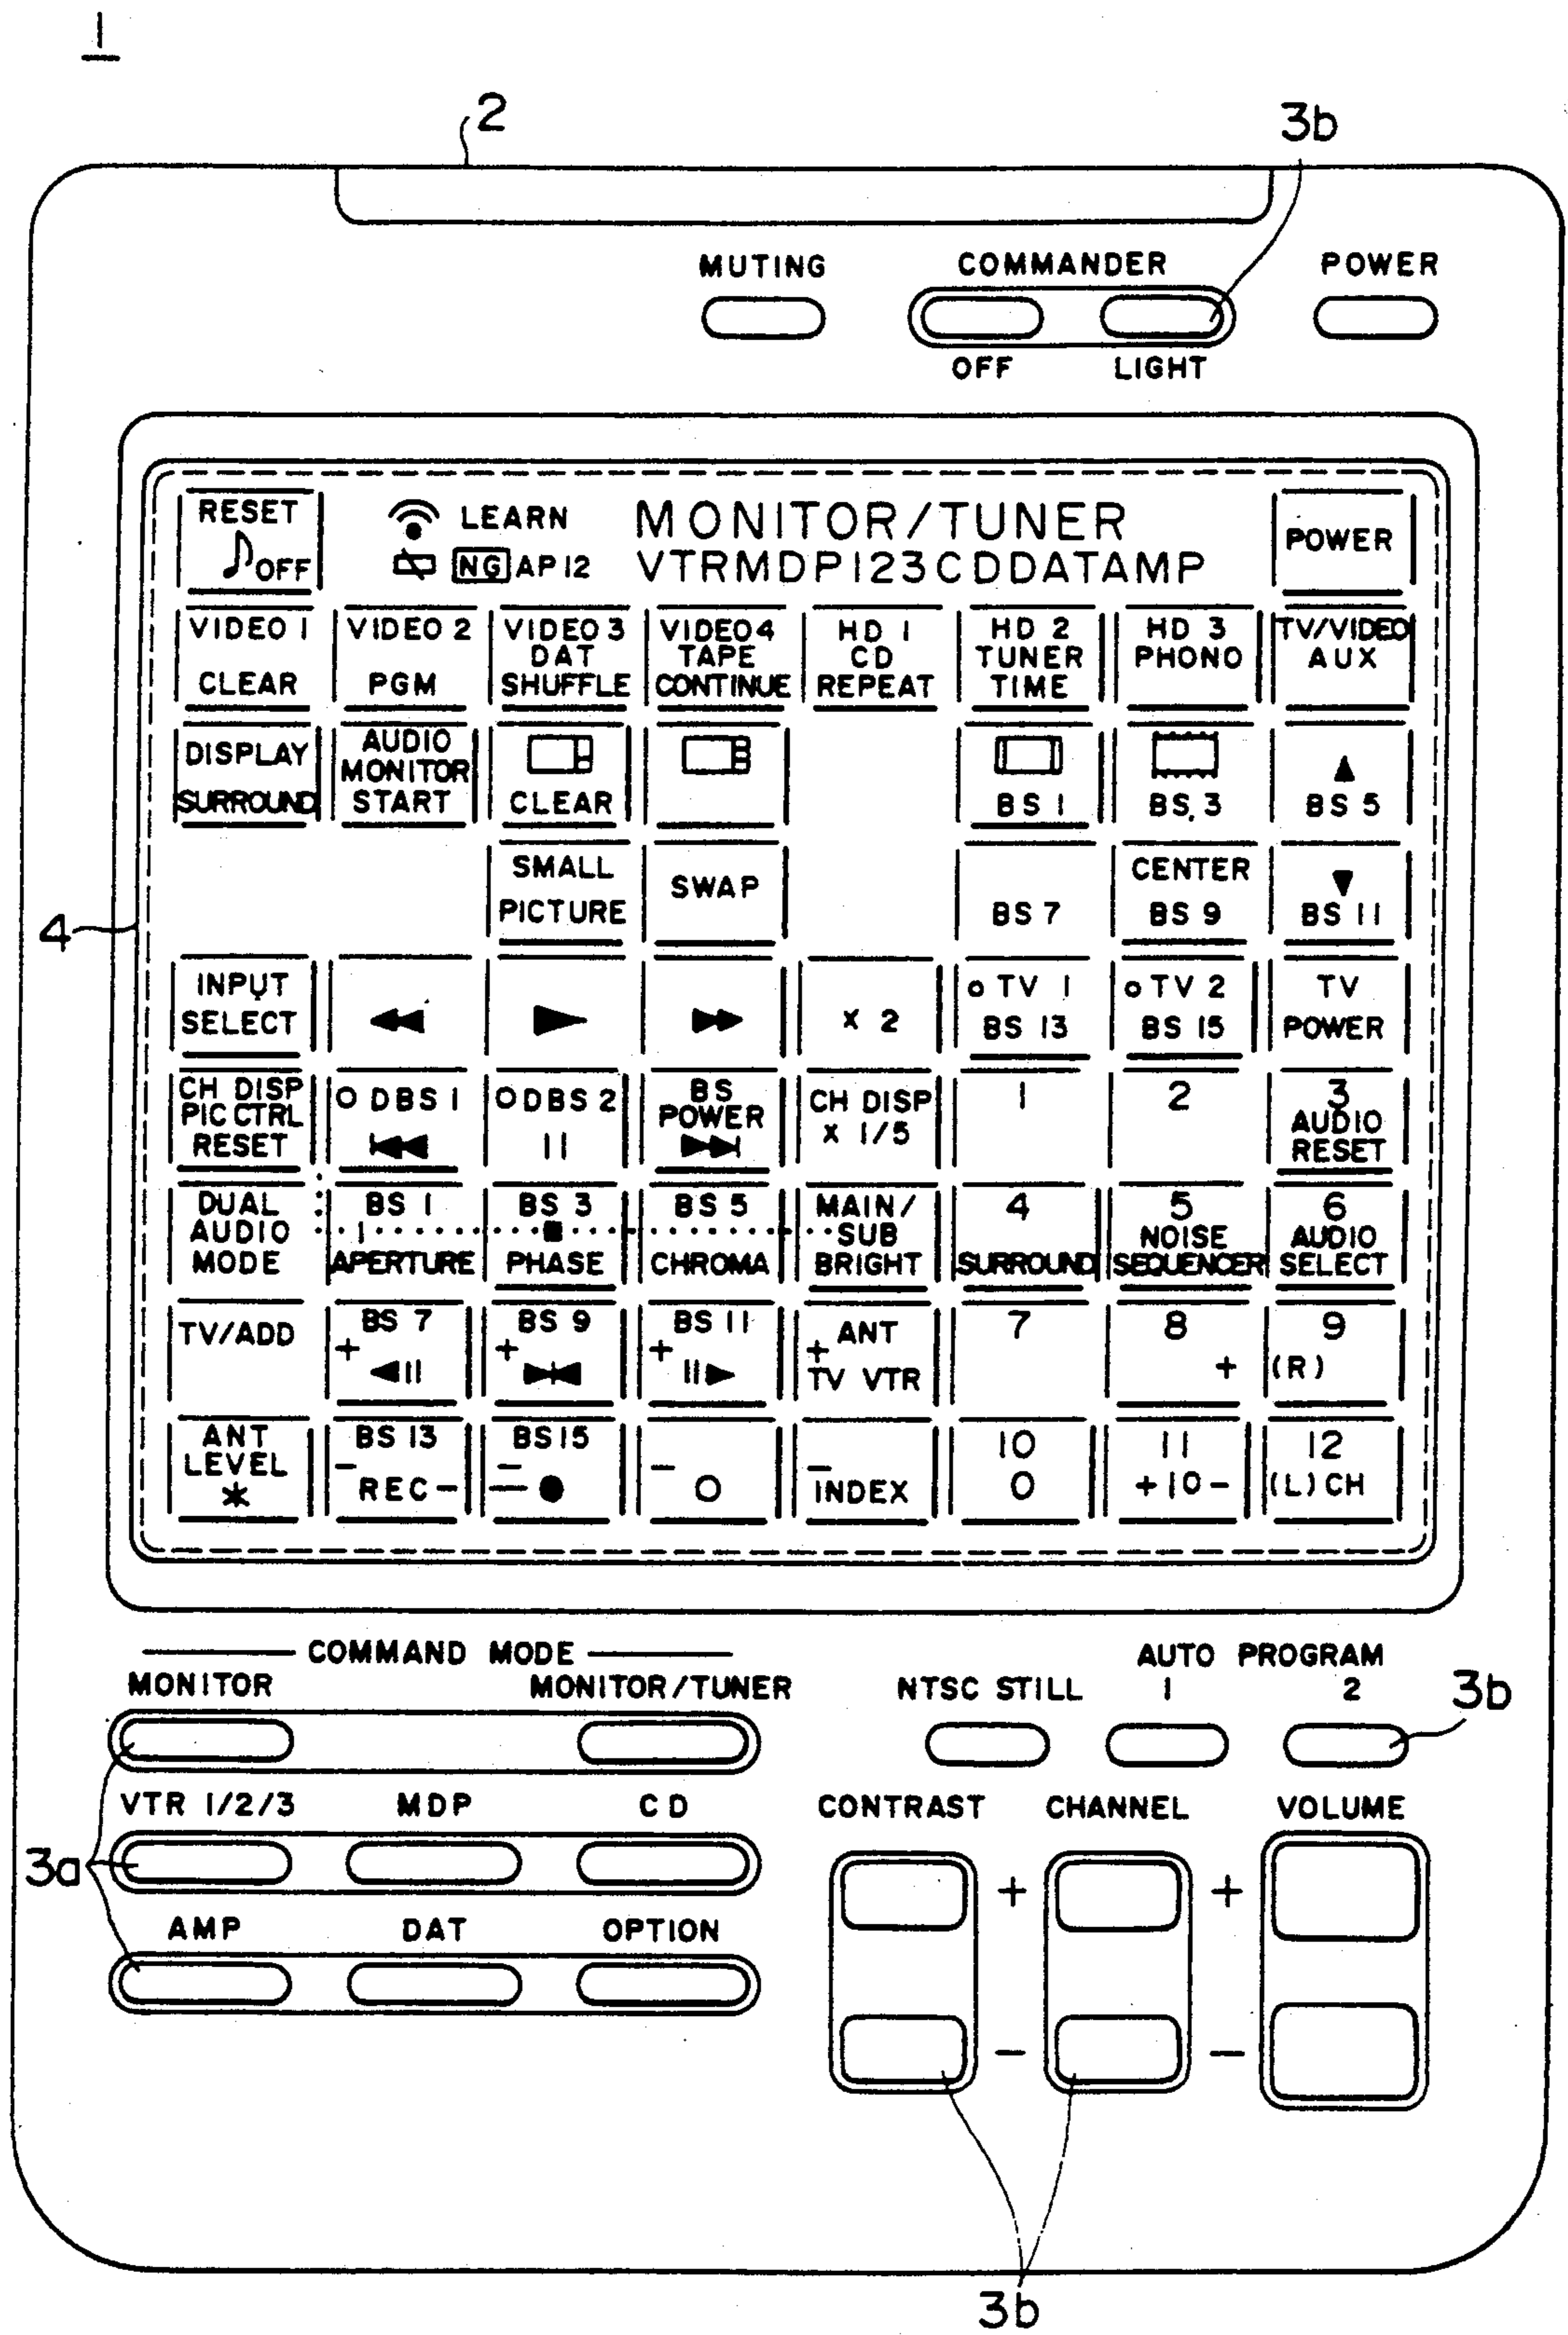 1
2
3b
MUTING COMMANDER POWER
OFF LIGHT
RESET LEARN MONITOR/TUNER POWER
♪OFF NG AP12 VTRMDP123CDDATAMP
VIDEO 1 VIDEO 2 VIDEO 3 VIDEO4 HD 1 HD 2 HD 3 TV/VIDEO
DAT TAPE CD TUNER PHONO AUX
CLEAR PGM SHUFFLE CONTINUE REPEAT TIME
DISPLAY AUDIO ▲
MONITOR
SURROUND START CLEAR BS 1 BS 3 BS 5
SMALL SWAP CENTER ▼
PICTURE BS 7 BS 9 BS 11
INPUT TV 1 TV 2 TV
SELECT ◀◀ ▶ ▶▶ X 2 BS 13 BS 15 POWER
CH DISP O DBS 1 O DBS 2 BS CH DISP 1 2 3
PIC CTRL POWER X 1/5 AUDIO
RESET |◀◀ || ▶▶| RESET
DUAL BS 1 BS 3 BS 5 MAIN/ 4 5 6
AUDIO ■ SUB NOISE AUDIO
MODE APERTURE PHASE CHROMA BRIGHT SURROUND SEQUENCER SELECT
TV/ADD BS 7 BS 9 BS 11 ANT 7 8 9
+ + + + + (R)
◀|| ▶|◀ ||▶ TV VTR
ANT BS 13 BS15 10 11 12
LEVEL - - - -
* REC - — ● O INDEX 0 +10- (L) CH
4
COMMAND MODE AUTO PROGRAM
MONITOR MONITOR/TUNER NTSC STILL 1 2
3b
VTR 1/2/3 MDP CD CONTRAST CHANNEL VOLUME
3a
+ +
AMP DAT OPTION
- -
3b